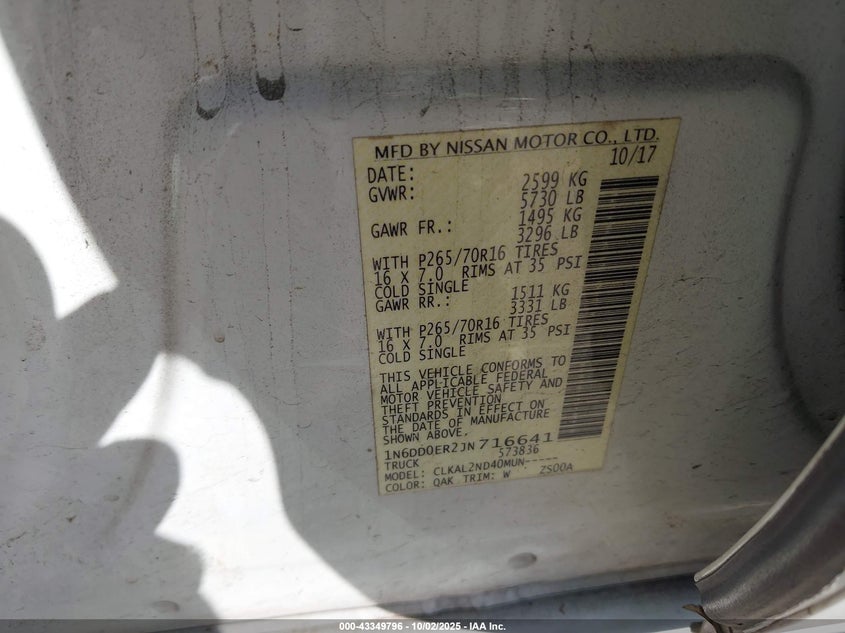 MFD BY NISSAN MOTOR CO., LTD.
DATE: 10/17
GVWR: 2599 KG
5730 LB
GAWR FR.: 1495 KG
3296 LB
WITH P265/70R16 TIRES
16 X 7.0 RIMS AT 35 PSI
COLD SINGLE
GAWR RR.: 1511 KG
3331 LB
WITH P265/70R16 TIRES
16 X 7.0 RIMS AT 35 PSI
COLD SINGLE
THIS VEHICLE CONFORMS TO
ALL APPLICABLE FEDERAL
MOTOR VEHICLE SAFETY AND
THEFT PREVENTION
STANDARDS IN EFFECT ON
THE DATE OF MANUFACTURE
SHOWN ABOVE.
1N6DD0ER2JN716641
TRUCK 573836
MODEL: CLKAL2ND40MUN-----
COLOR: QAK TRIM: W ZS00A
000-43349796 - 10/02/2025 - IAA Inc.